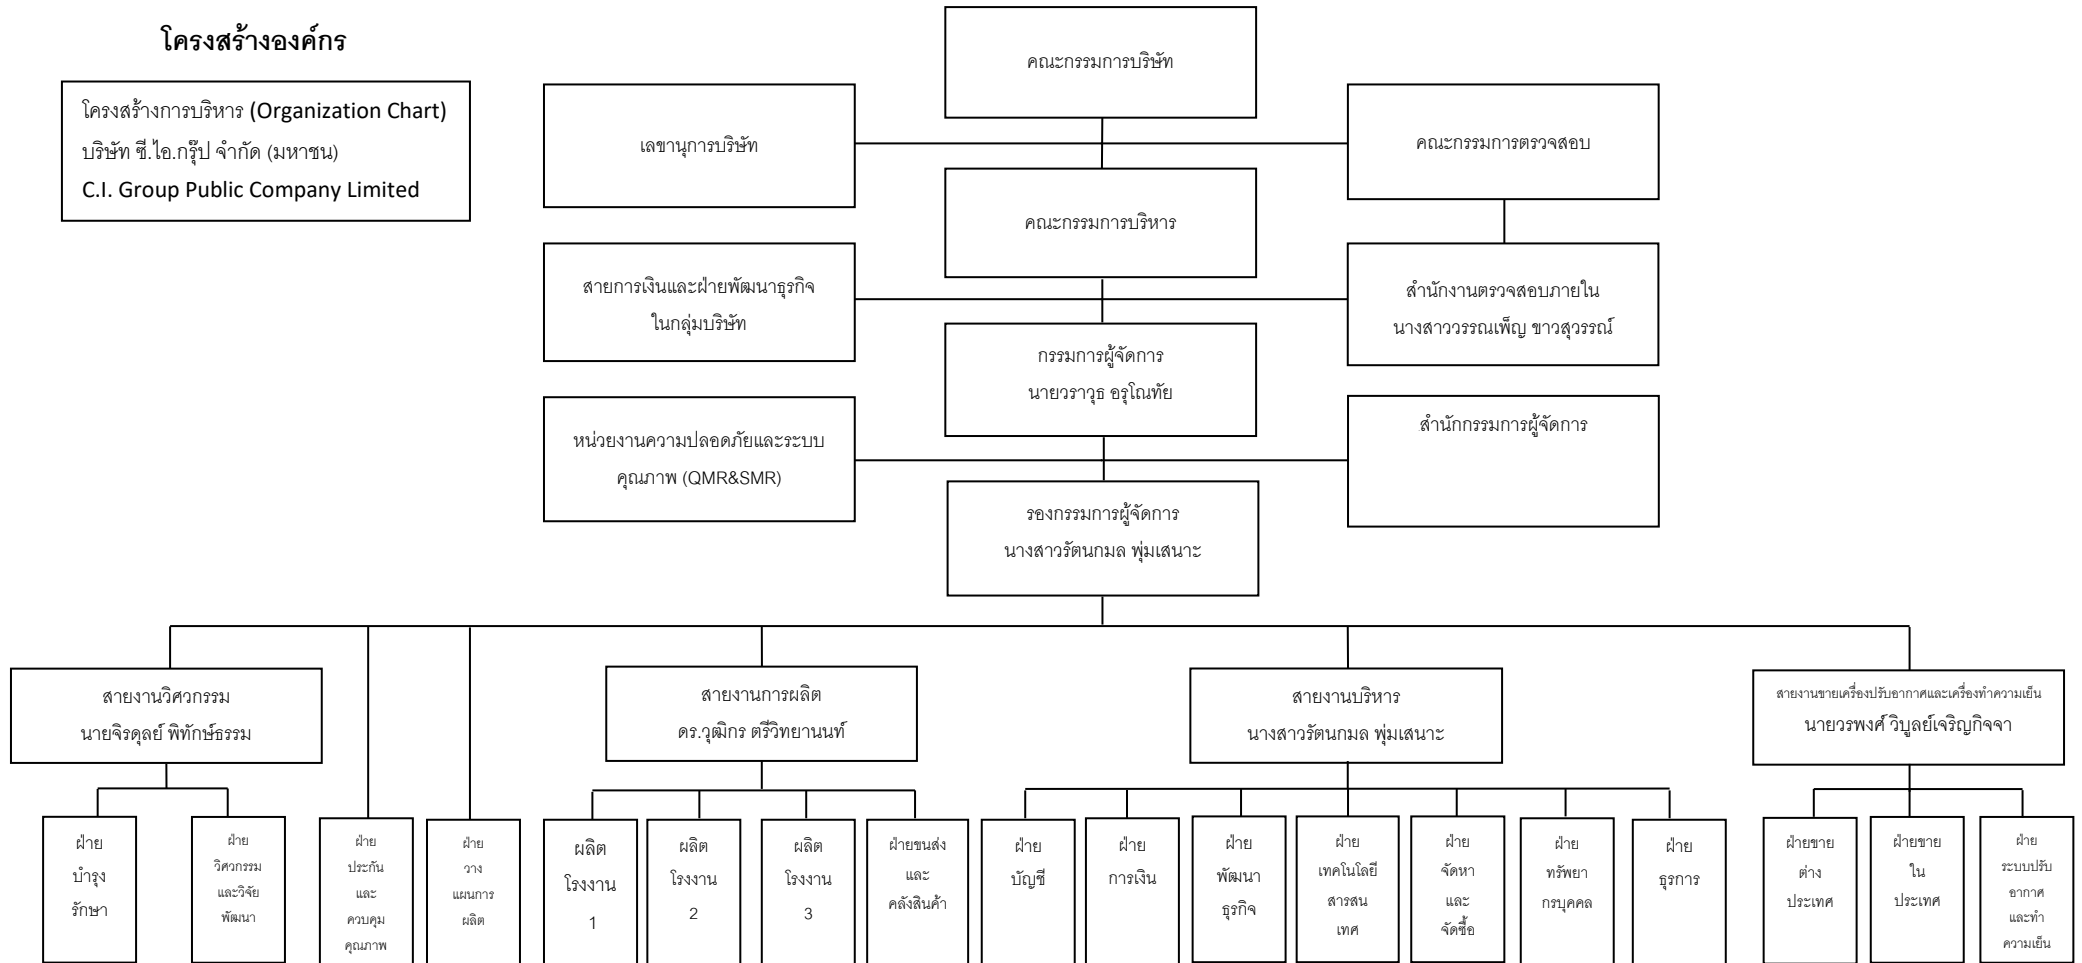 โครงสร้างองค์กร
โครงสร้างการบริหาร (Organization Chart)
บริษัท ซี.ไอ.กรุ๊ป จำกัด (มหาชน)
C.I. Group Public Company Limited
คณะกรรมการบริษัท
เลขานุการบริษัท
คณะกรรมการตรวจสอบ
คณะกรรมการบริหาร
สายการเงินและฝ่ายพัฒนาธุรกิจ
ในกลุ่มบริษัท
สำนักงานตรวจสอบภายใน
นางสาววรรณเพ็ญ ขาวสุวรรณ์
กรรมการผู้จัดการ
นายวราวุธ อรุโณทัย
หน่วยงานความปลอดภัยและระบบ
คุณภาพ (QMR&SMR)
สำนักกรรมการผู้จัดการ
รองกรรมการผู้จัดการ
นางสาวรัตนกมล พุ่มเสนาะ
สายงานวิศวกรรม
นายจิรดุลย์ พิทักษ์ธรรม
สายงานการผลิต
ดร.วุฒิกร ตรีวิทยานนท์
สายงานบริหาร
นางสาวรัตนกมล พุ่มเสนาะ
สายงานขายเครื่องปรับอากาศและเครื่องทำความเย็น
นายวรพงศ์ วิบูลย์เจริญกิจจา
ฝ่าย
บำรุง
รักษา
ฝ่าย
วิศวกรรม
และวิจัย
พัฒนา
ฝ่าย
ประกัน
และ
ควบคุม
คุณภาพ
ฝ่าย
วาง
แผนการ
ผลิต
ผลิต
โรงงาน
1
ผลิต
โรงงาน
2
ผลิต
โรงงาน
3
ฝ่ายขนส่ง
และ
คลังสินค้า
ฝ่าย
บัญชี
ฝ่าย
การเงิน
ฝ่าย
พัฒนา
ธุรกิจ
ฝ่าย
เทคโนโลยี
สารสน
เทศ
ฝ่าย
จัดหา
และ
จัดซื้อ
ฝ่าย
ทรัพยา
กรบุคคล
ฝ่าย
ธุรการ
ฝ่ายขาย
ต่าง
ประเทศ
ฝ่ายขาย
ใน
ประเทศ
ฝ่าย
ระบบปรับ
อากาศ
และทำ
ความเย็น